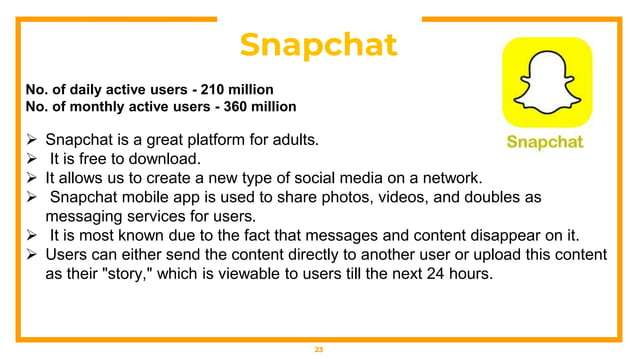 Snapchat
No. of daily active users - 210 million
No. of monthly active users - 360 million
Snapchat
➢ Snapchat is a great platform for adults.
➢ It is free to download.
➢ It allows us to create a new type of social media on a network.
➢ Snapchat mobile app is used to share photos, videos, and doubles as
messaging services for users.
➢ It is most known due to the fact that messages and content disappear on it.
➢ Users can either send the content directly to another user or upload this content
as their "story," which is viewable to users till the next 24 hours.
23